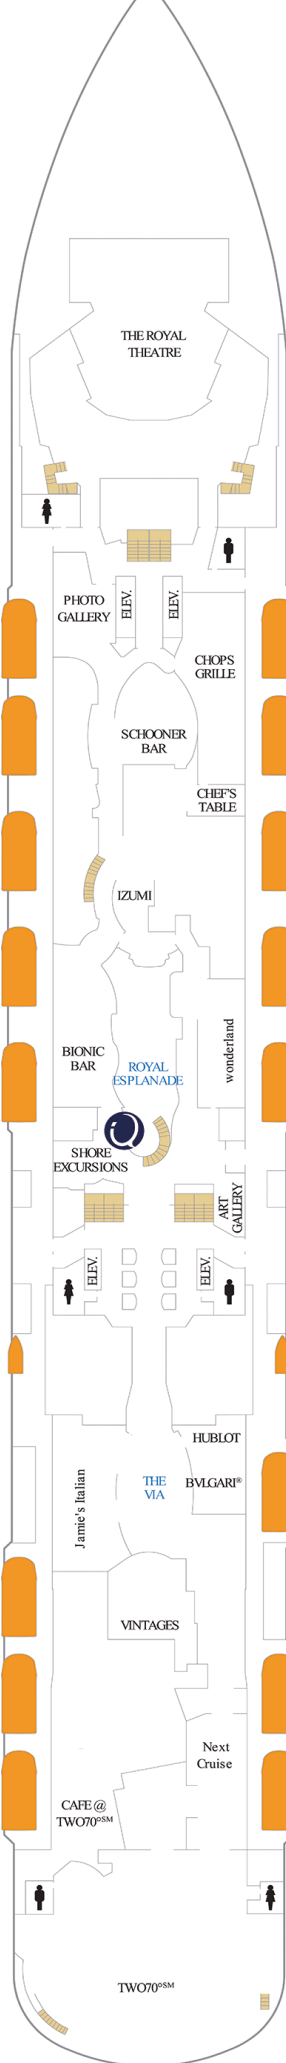 THE ROYAL
THEATRE
PHOTO
GALLERY
ELEV.
ELEV.
CHOPS
GRILLE
SCHOONER
BAR
CHEF'S
TABLE
IZUMI
wonderland
BIONIC
BAR
ROYAL
ESPLANADE
Q
SHORE
EXCURSIONS
ART
GALLERY
ELEV.
ELEV.
HUBLOT
Jamie's Italian
THE
VIA
BVLGARI®
VINTAGES
Next
Cruise
CAFE @
TWO70°SM
TWO70°SM